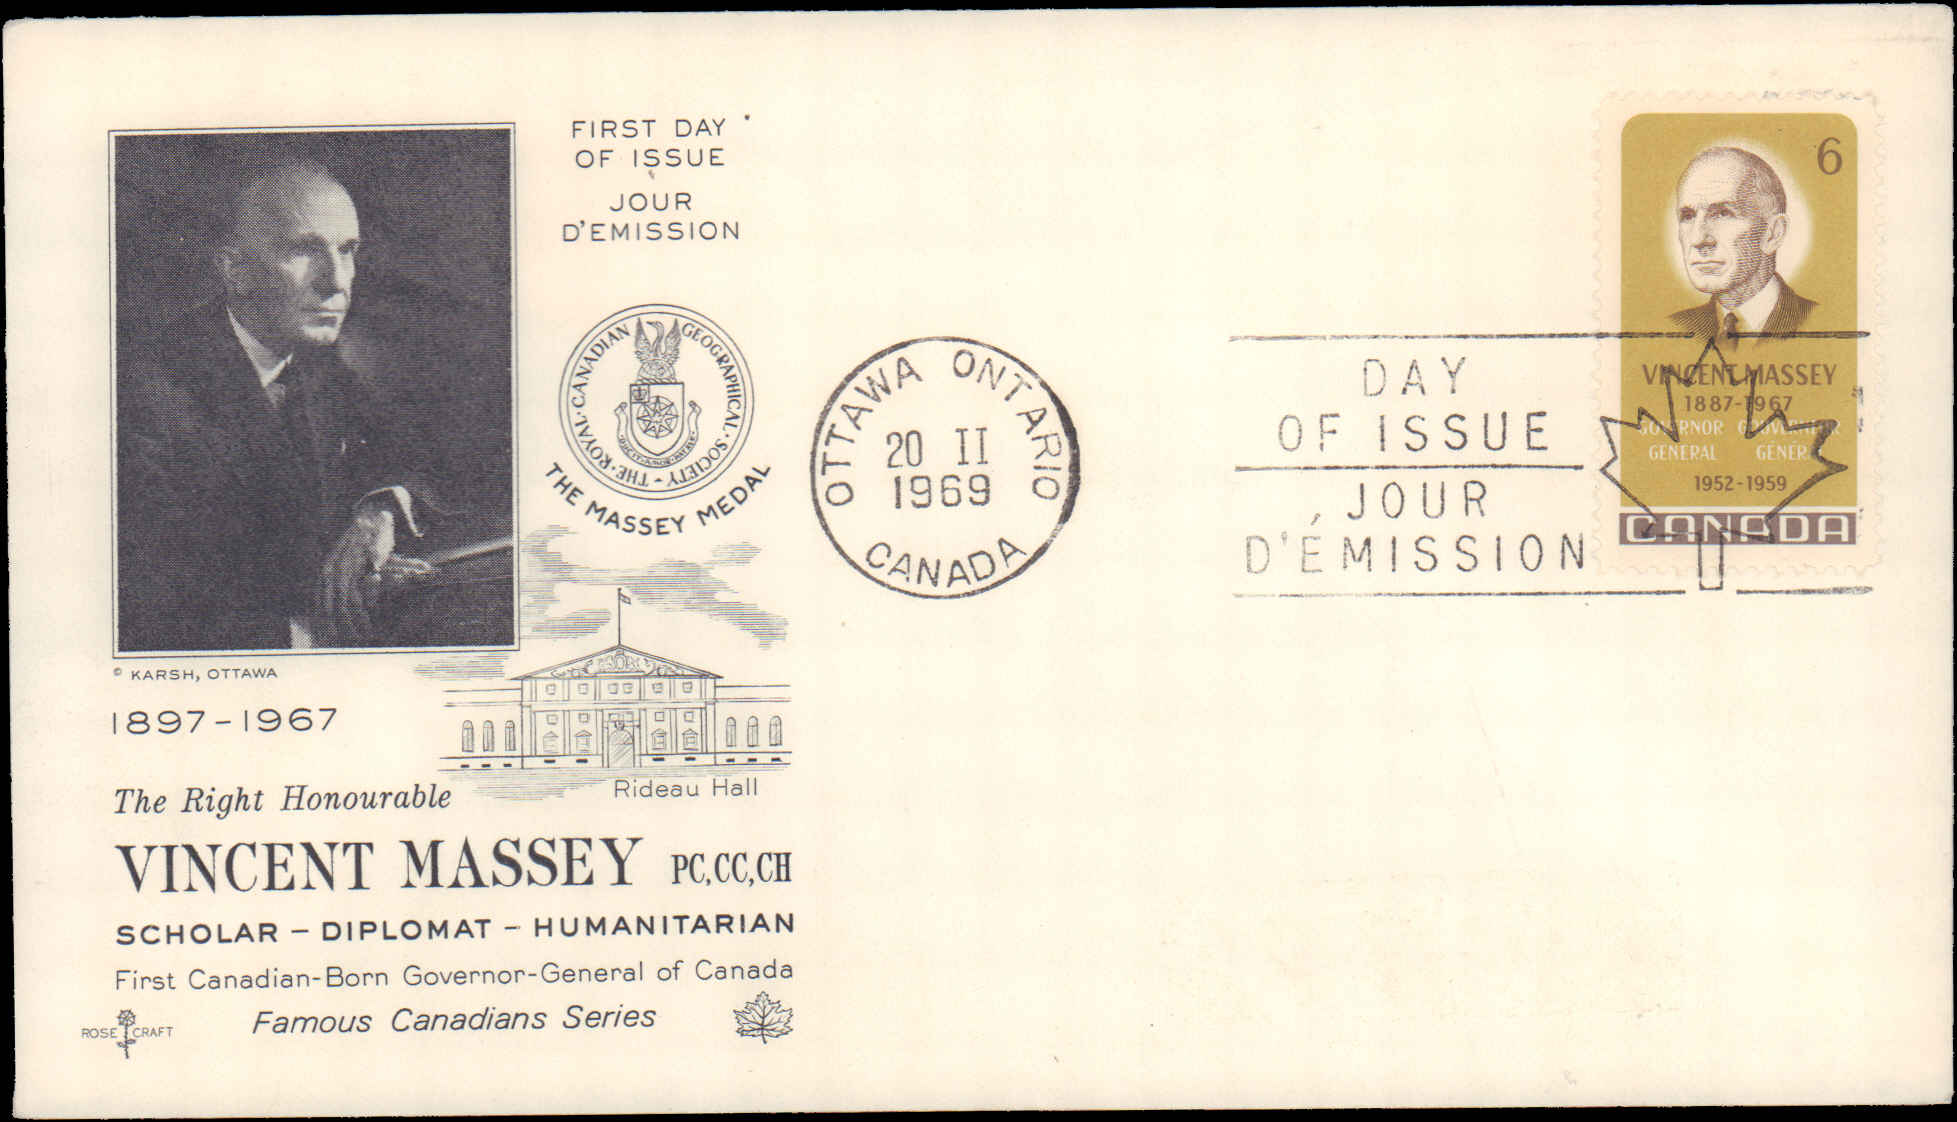 FIRST DAY
OF ISSUE
JOUR
D'EMISSION
THE · ROYAL · CANADIAN GEOGRAPHICAL · SOCIETY ·
THE MASSEY MEDAL
© KARSH, OTTAWA
1897-1967
Rideau Hall
The Right Honourable
VINCENT MASSEY PC,CC,CH
SCHOLAR – DIPLOMAT – HUMANITARIAN
First Canadian-Born Governor-General of Canada
Famous Canadians Series
ROSE CRAFT
OTTAWA ONTARIO
20 II
1969
CANADA
DAY
OF ISSUE
JOUR
D'ÉMISSION
6
VINCENT MASSEY
1887-1967
GOVERNOR GOUVERNEUR
GENERAL GÉNÉRAL
1952-1959
CANADA